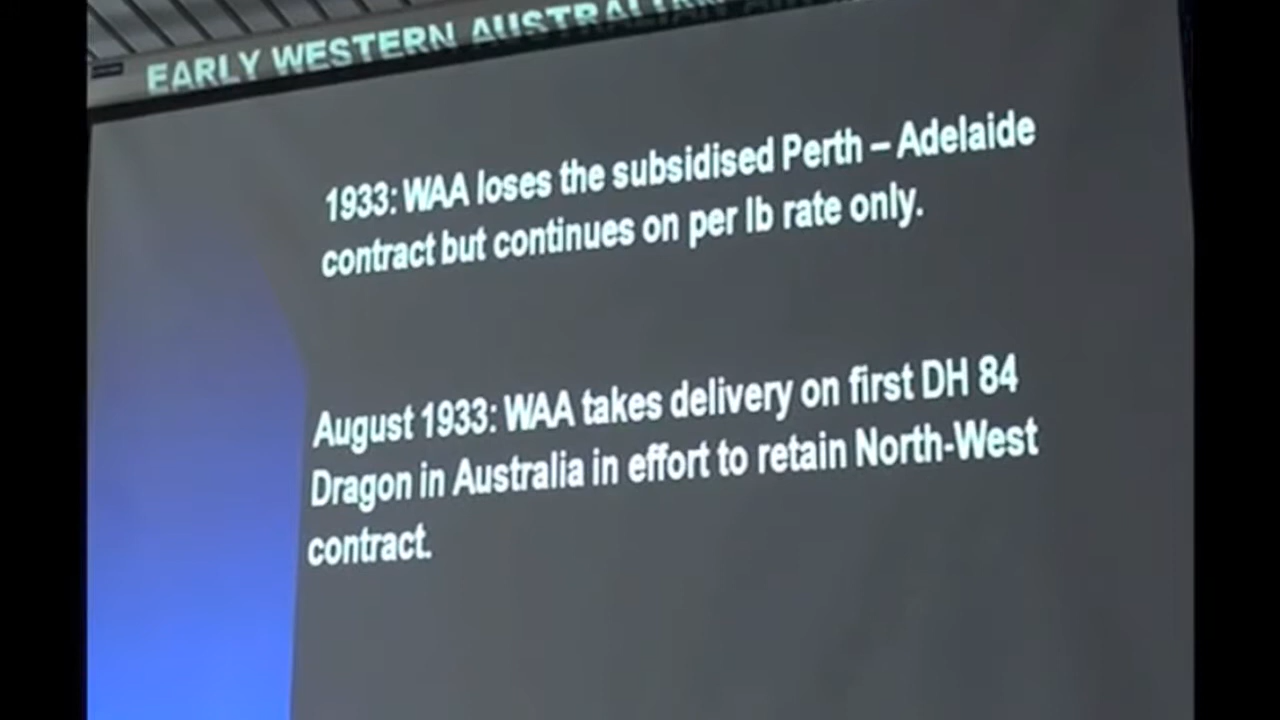 EARLY WESTERN AUSTRALIAN
1933: WAA loses the subsidised Perth – Adelaide
contract but continues on per lb rate only.
August 1933: WAA takes delivery on first DH 84
Dragon in Australia in effort to retain North-West
contract.